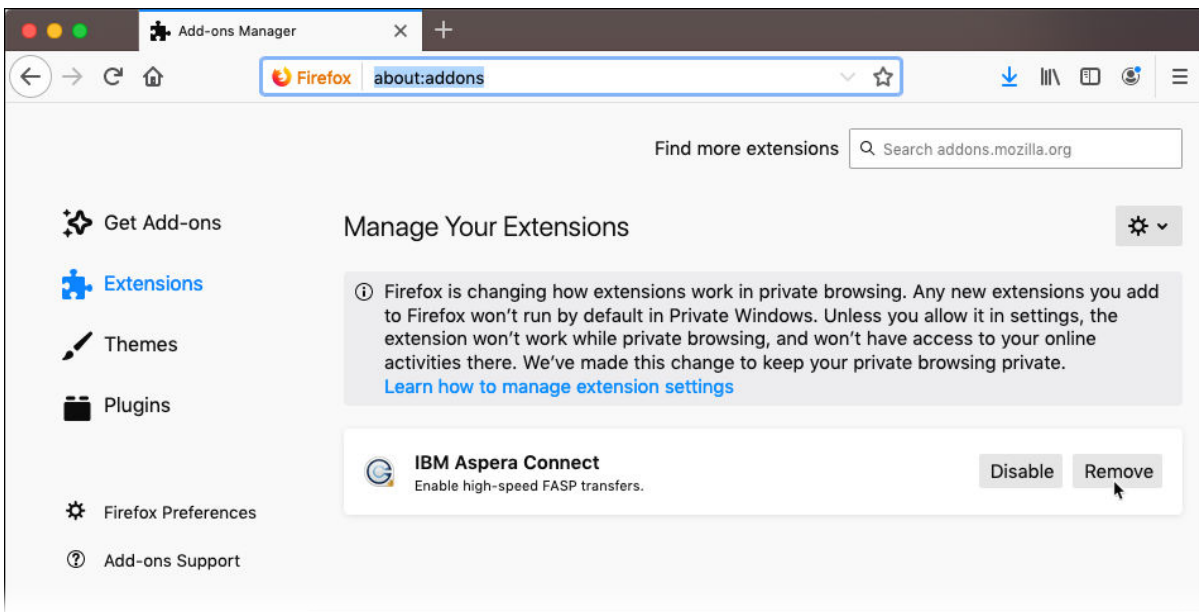 Add-ons Manager
Firefox about:addons
Find more extensions Search addons.mozilla.org
Get Add-ons
Extensions
Themes
Plugins
Firefox Preferences
Add-ons Support
Manage Your Extensions
Firefox is changing how extensions work in private browsing. Any new extensions you add
to Firefox won’t run by default in Private Windows. Unless you allow it in settings, the
extension won’t work while private browsing, and won’t have access to your online
activities there. We’ve made this change to keep your private browsing private.
Learn how to manage extension settings
IBM Aspera Connect
Enable high-speed FASP transfers.
Disable Remove